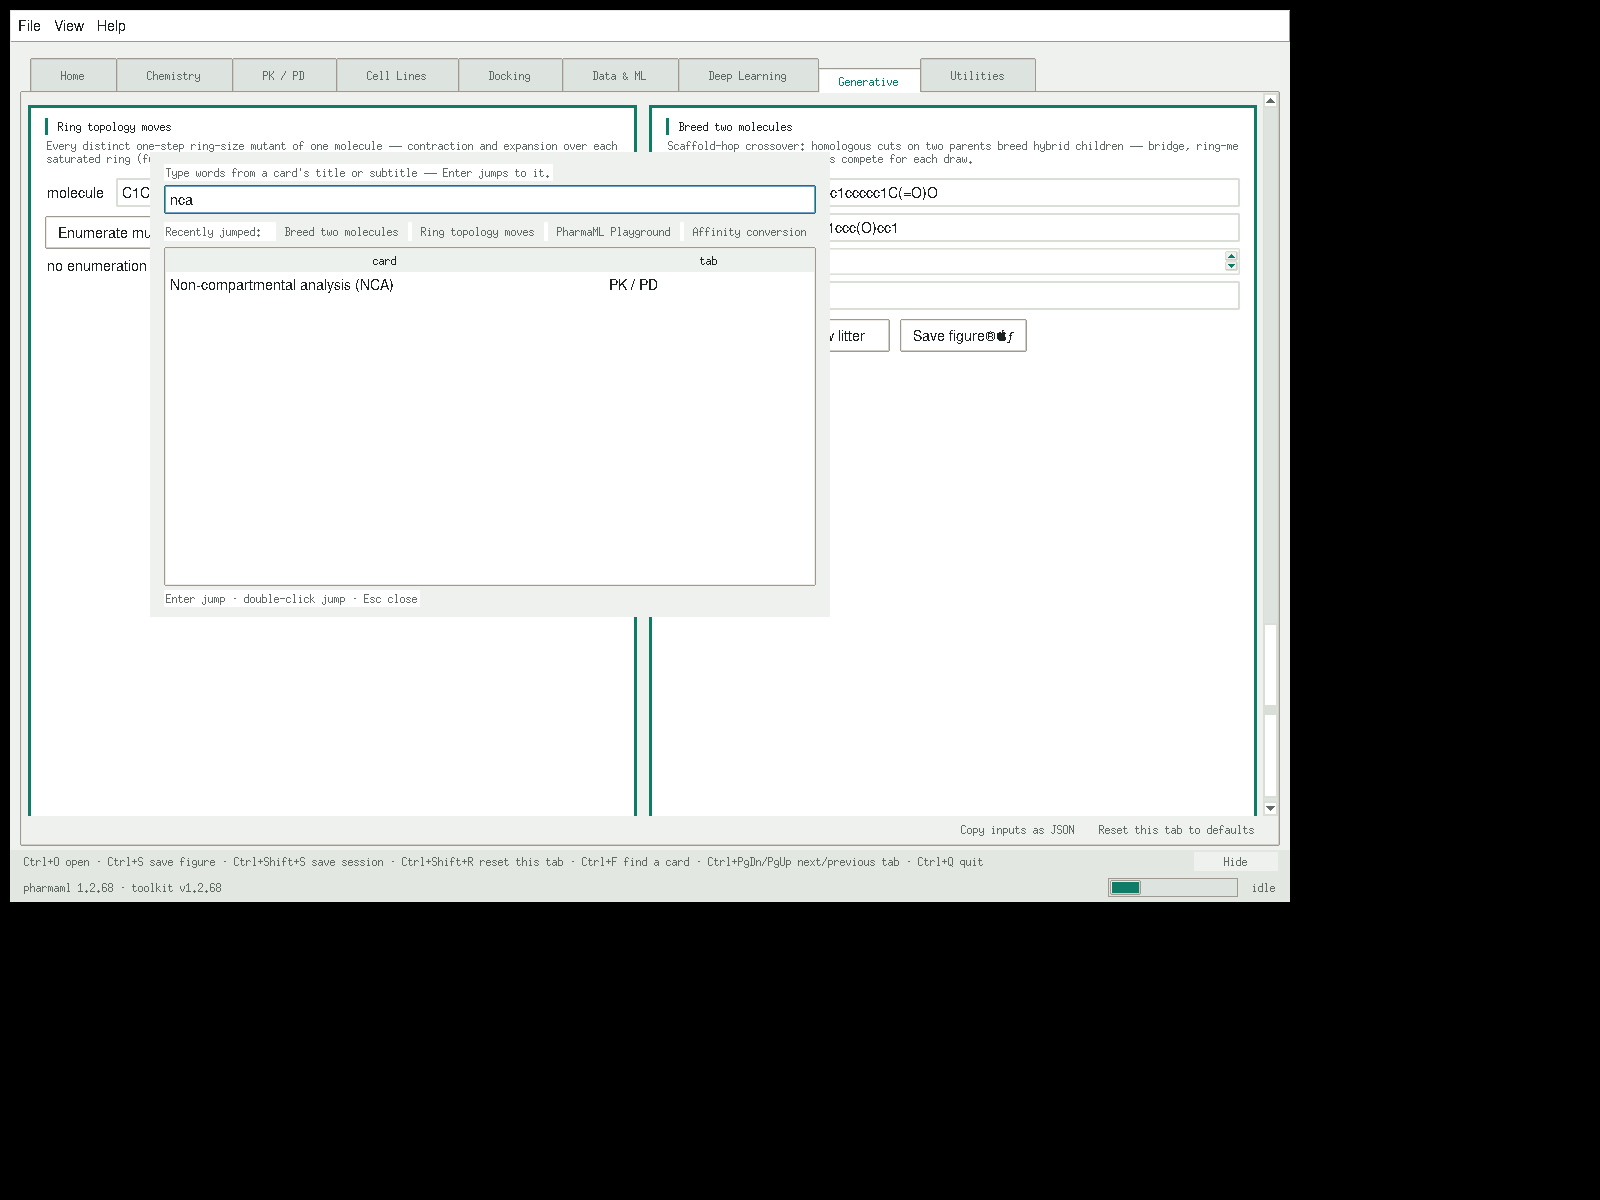 File View Help
Home Chemistry PK / PD Cell Lines Docking Data & ML Deep Learning Generative Utilities
Ring topology moves
Every distinct one-step ring-size mutant of one molecule — contraction and expansion over each
saturated ring (f
molecule C1C
Enumerate mu
no enumeration
Type words from a card's title or subtitle — Enter jumps to it.
nca
Recently jumped: Breed two molecules Ring topology moves PharmaML Playground Affinity conversion
card tab
Non-compartmental analysis (NCA) PK / PD
Enter jump · double-click jump · Esc close
Breed two molecules
Scaffold-hop crossover: homologous cuts on two parents breed hybrid children — bridge, ring-me
s compete for each draw.
c1ccccc1C(=O)O
1ccc(O)cc1
litter Save figure
Copy inputs as JSON Reset this tab to defaults
Ctrl+O open · Ctrl+S save figure · Ctrl+Shift+S save session · Ctrl+Shift+R reset this tab · Ctrl+F find a card · Ctrl+PgDn/PgUp next/previous tab · Ctrl+Q quit Hide
pharmaml 1.2.68 · toolkit v1.2.68 idle